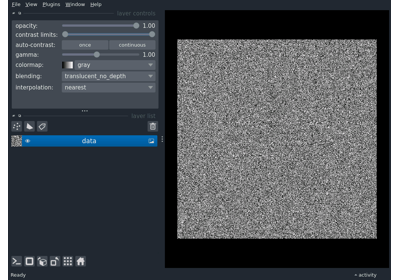 File View Plugins Window Help
layer controls
opacity: 1.00
contrast limits:
auto-contrast: once continuous
gamma: 1.00
colormap: gray
blending: translucent_no_depth
interpolation: nearest
layer list
data
Ready activity